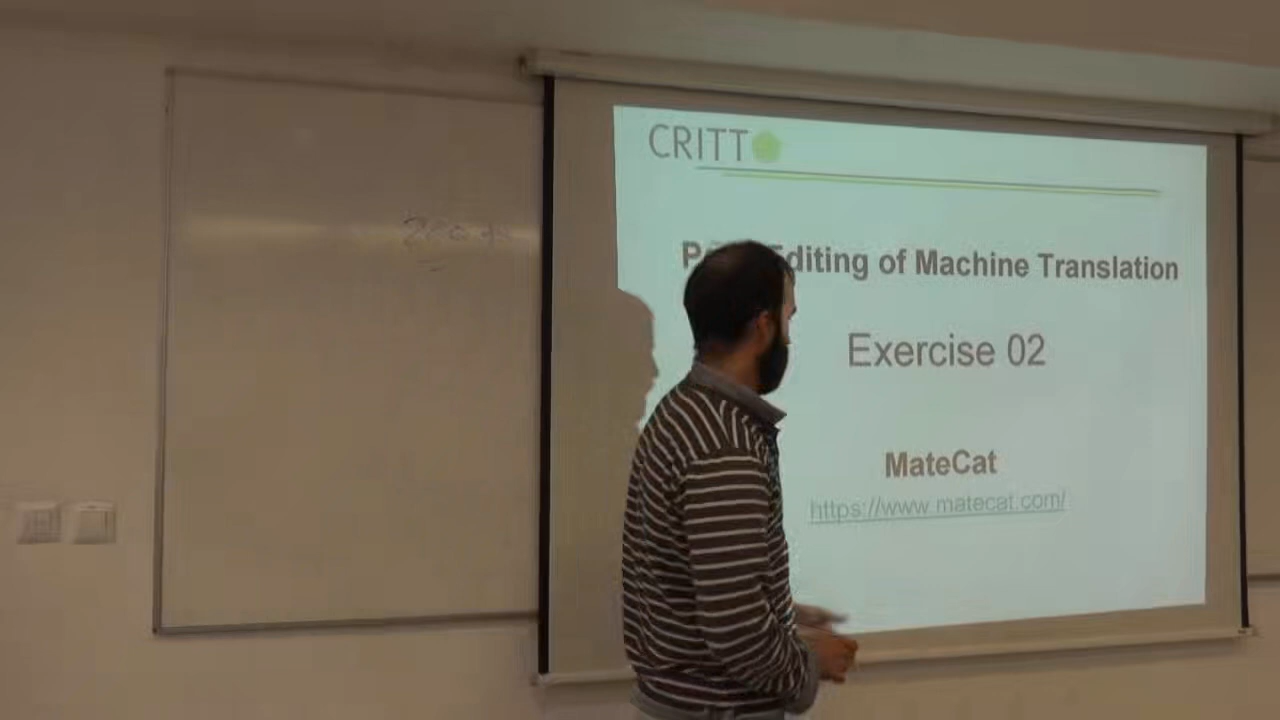 CRITT
Editing of Machine Translation
Exercise 02
MateCat
https://www.matecat.com/